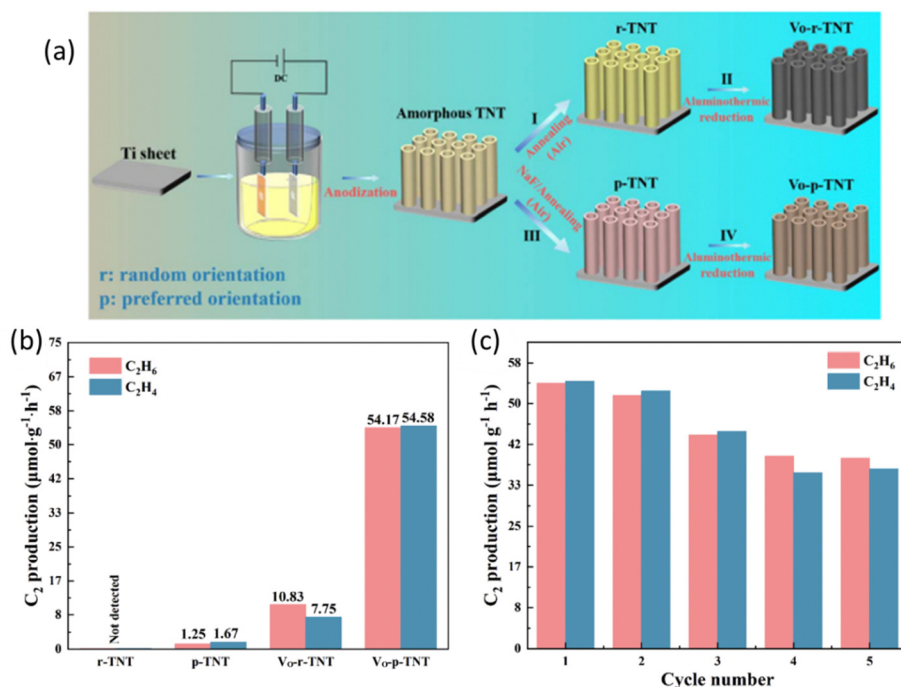 (a)
DC
Ti sheet
Anodization
Amorphous TNT
I
Annealing
(Air)
r-TNT
II
Aluminothermic
reduction
Vo-r-TNT
NaF/Annealing
(Air)
III
p-TNT
IV
Aluminothermic
reduction
Vo-p-TNT
r: random orientation
p: preferred orientation
(b)
C₂ production (μmol·g⁻¹·h⁻¹)
75
67
58
50
42
33
25
17
8
0
C₂H₆
C₂H₄
Not detected
1.25 1.67
10.83
7.75
54.17 54.58
r-TNT p-TNT V₀-r-TNT V₀-p-TNT
(c)
C₂ production (μmol g⁻¹ h⁻¹)
58
50
42
33
25
17
8
0
C₂H₆
C₂H₄
1 2 3 4 5
Cycle number